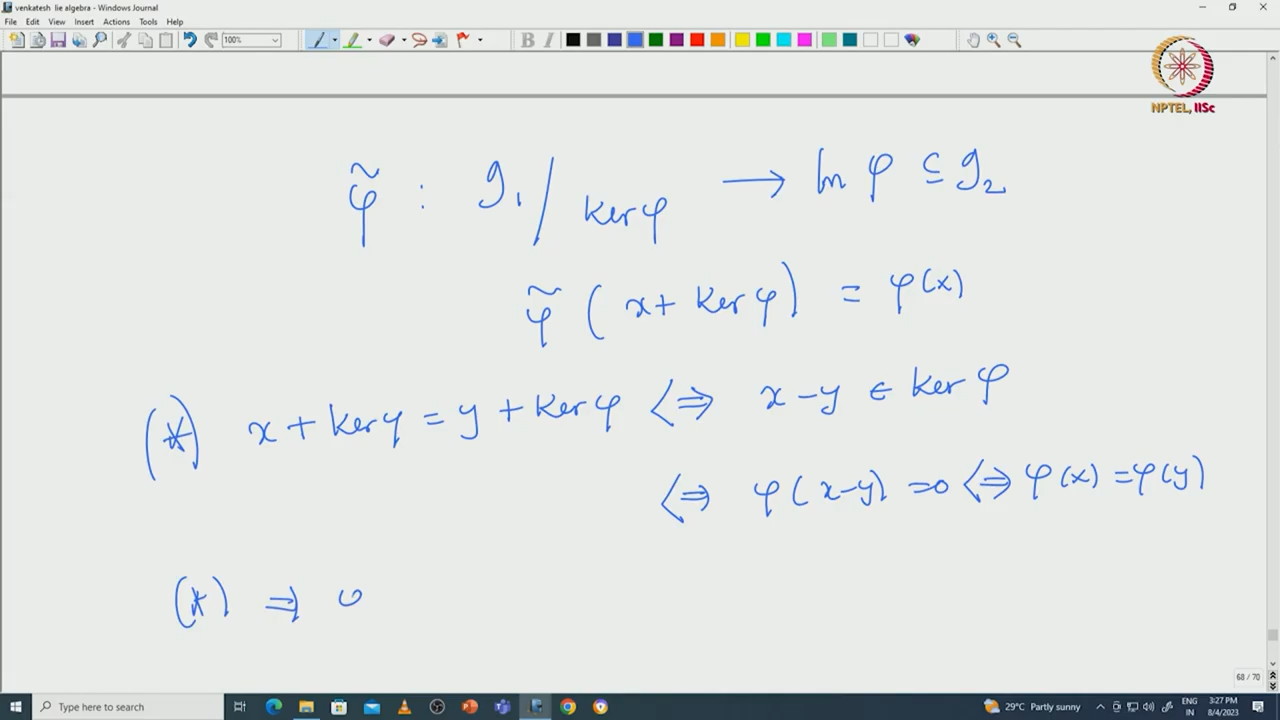 venkatesh lie algebra - Windows Journal
File Edit View Insert Actions Tools Help
100%
B I
NPTEL, IISc
φ̃ : g₁ / ker φ → Im φ ⊆ g₂
φ̃ ( x + ker φ ) = φ(x)
(*) x + ker φ = y + ker φ ⟺ x - y ∈ ker φ
⟺ φ( x-y) = 0 ⟺ φ(x) = φ(y)
(*) ⇒
68 / 70
Type here to search
29°C Partly sunny
ENG
IN
3:27 PM
8/4/2023